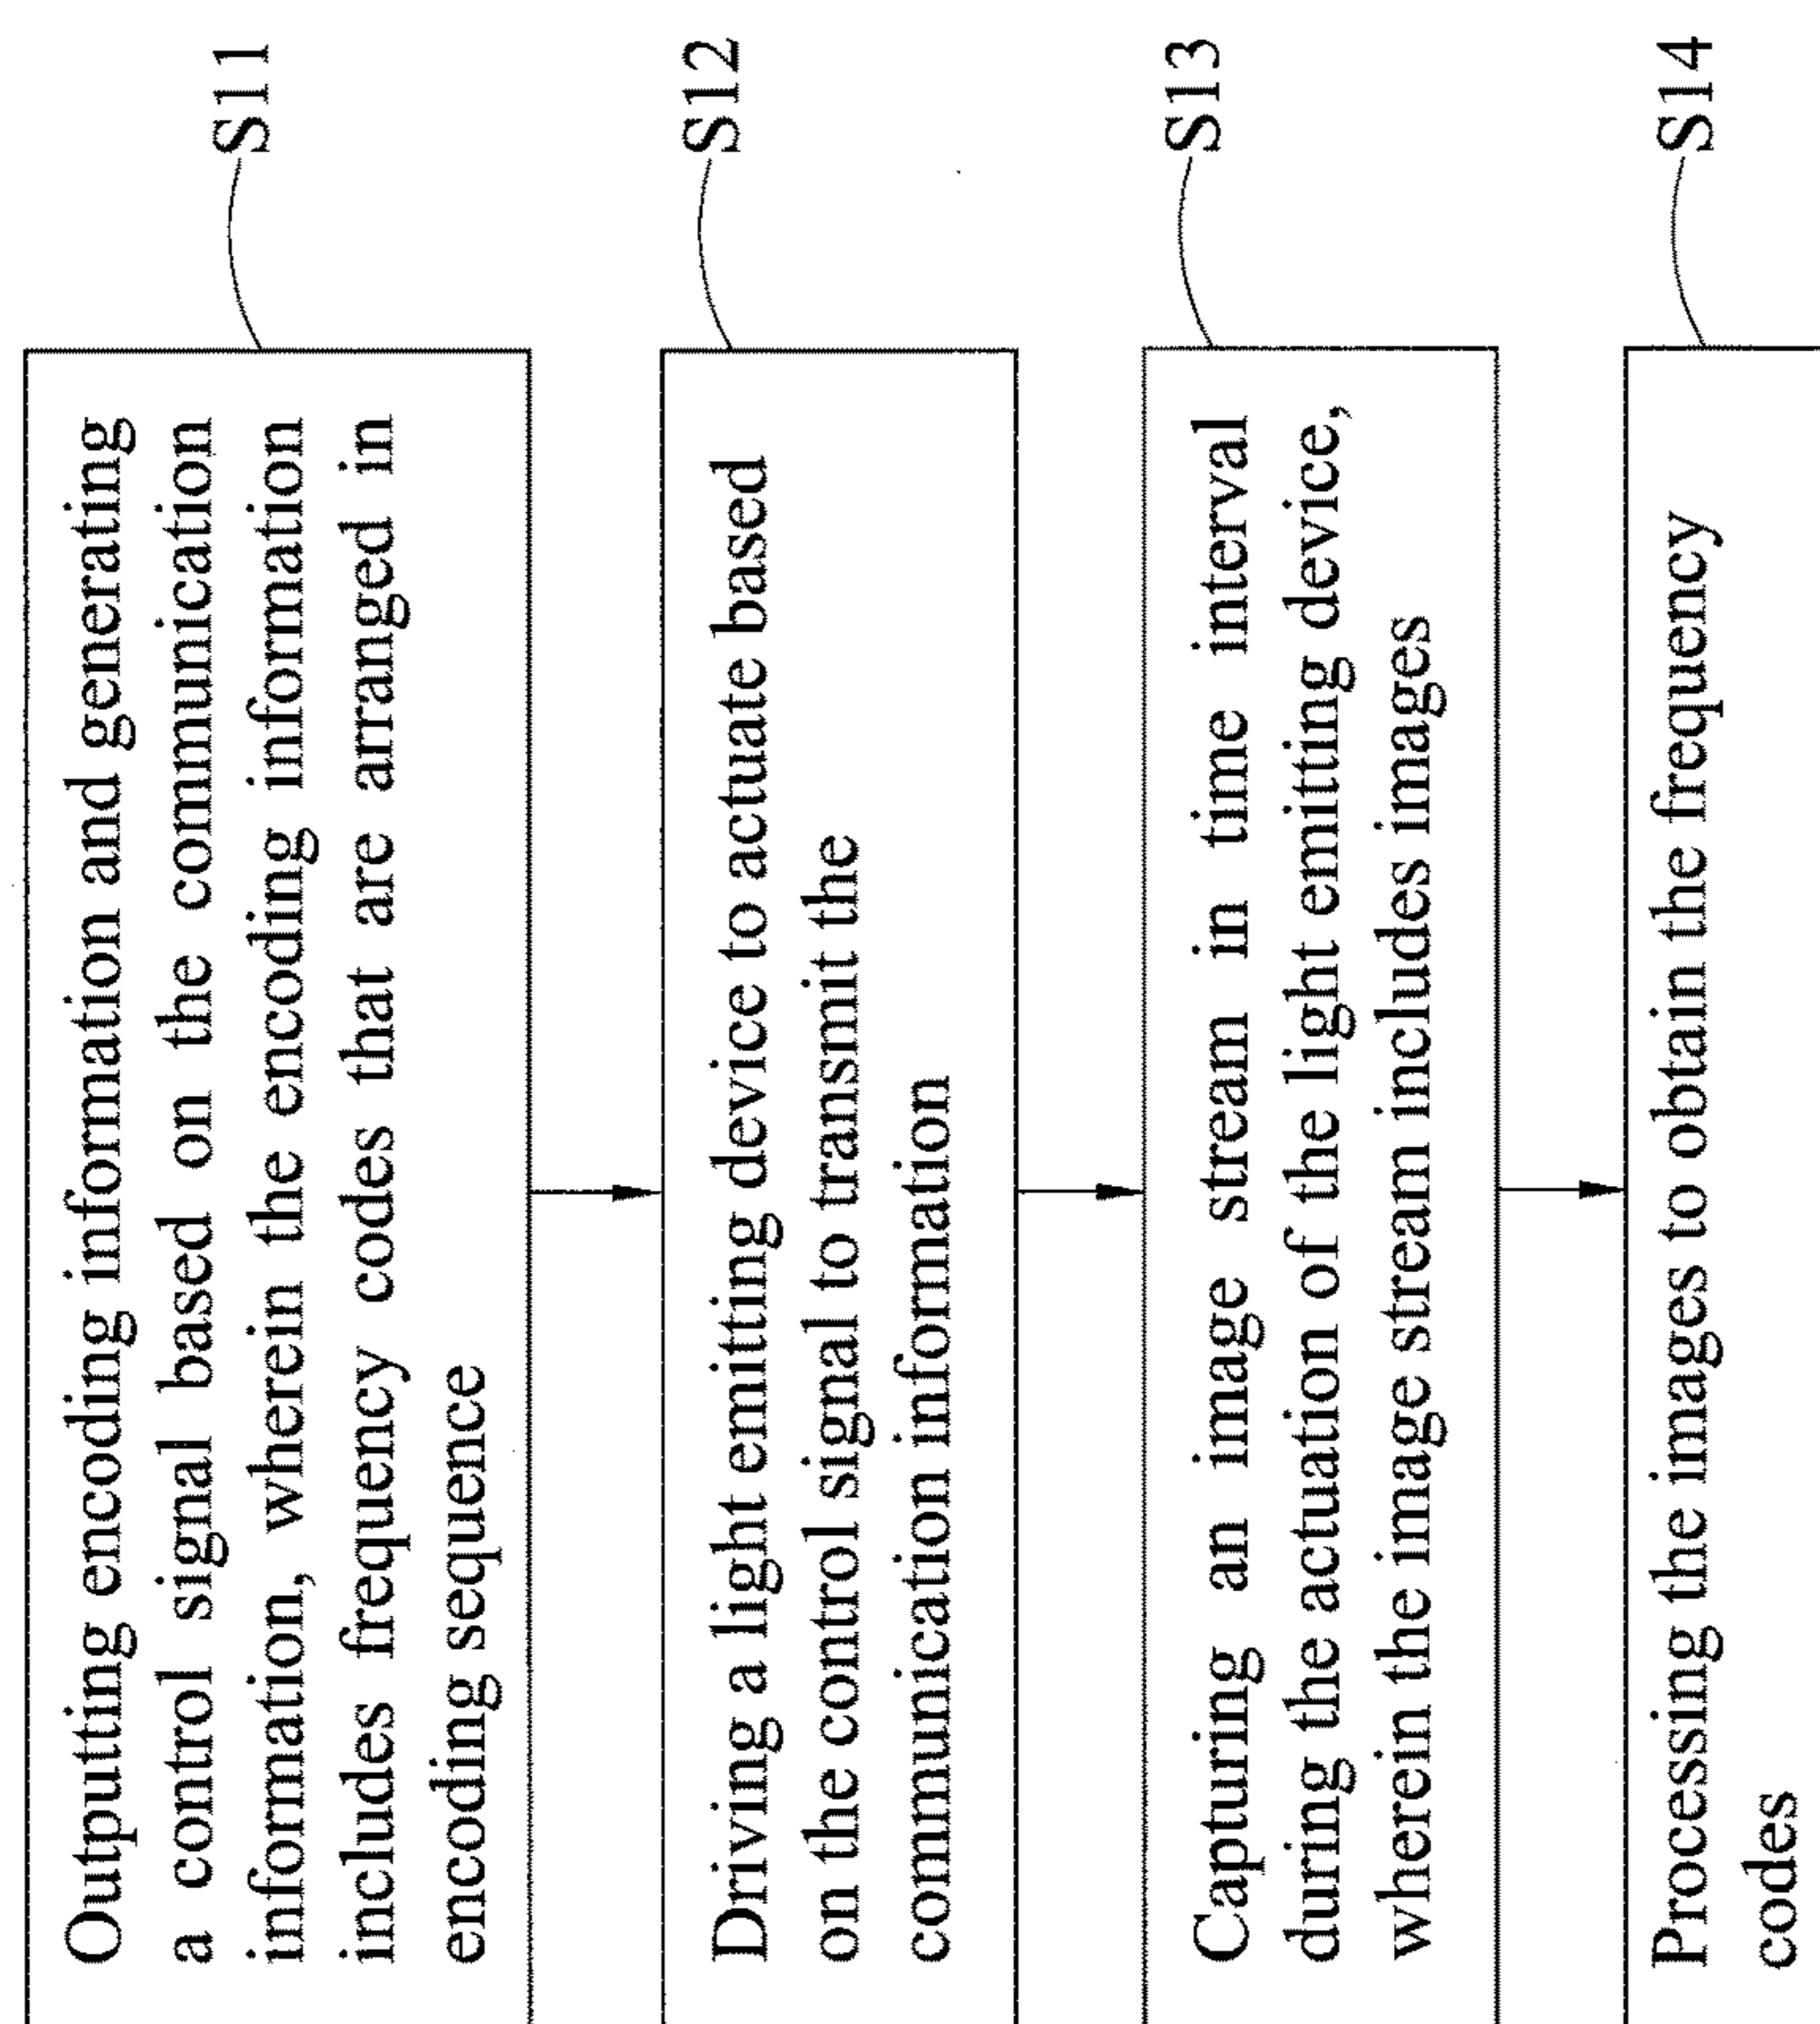 Outputting encoding information and generating
a control signal based on the communication
information, wherein the encoding information
includes frequency codes that are arranged in
encoding sequence
S11
Driving a light emitting device to actuate based
on the control signal to transmit the
communication information
S12
Capturing an image stream in time interval
during the actuation of the light emitting device,
wherein the image stream includes images
S13
Processing the images to obtain the frequency
codes
S14